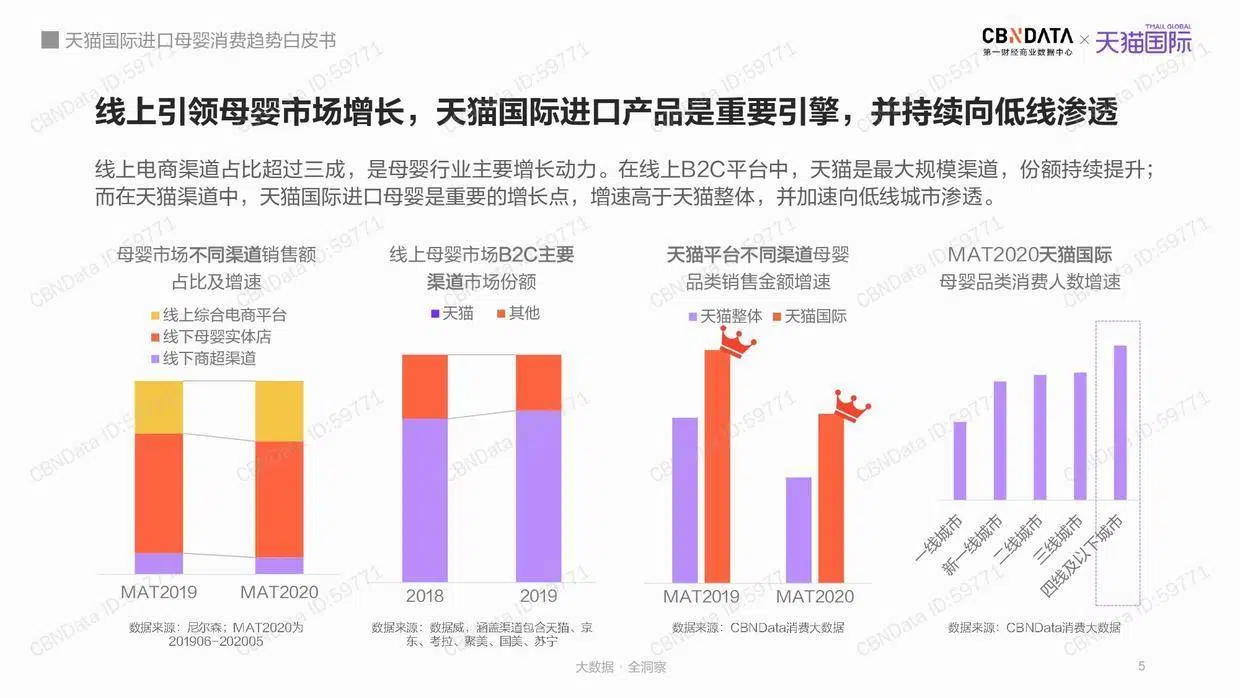 天猫国际进口母婴消费趋势白皮书
CBNDATA × 天猫国际
TMALL GLOBAL
第一财经商业数据中心
线上引领母婴市场增长，天猫国际进口产品是重要引擎，并持续向低线渗透
线上电商渠道占比超过三成，是母婴行业主要增长动力。在线上B2C平台中，天猫是最大规模渠道，份额持续提升；
而在天猫渠道中，天猫国际进口母婴是重要的增长点，增速高于天猫整体，并加速向低线城市渗透。
母婴市场不同渠道销售额
占比及增速
线上综合电商平台
线下母婴实体店
线下商超渠道
MAT2019 MAT2020
数据来源：尼尔森；MAT2020为
201906-202005
线上母婴市场B2C主要
渠道市场份额
天猫 其他
2018 2019
数据来源：数据威，涵盖渠道包含天猫、京
东、考拉、聚美、国美、苏宁
天猫平台不同渠道母婴
品类销售金额增速
天猫整体 天猫国际
MAT2019 MAT2020
数据来源：CBNData消费大数据
MAT2020天猫国际
母婴品类消费人数增速
一线城市
新一线城市
二线城市
三线城市
四线及以下城市
数据来源：CBNData消费大数据
大数据 · 全洞察
5
CBNData ID:59771